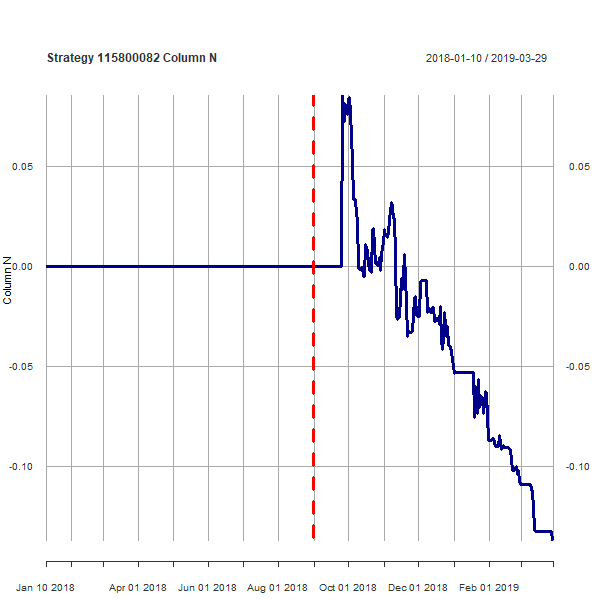 Strategy 115800082 Column N 2018-01-10 / 2019-03-29
0.05 0.05
0.00 0.00
Column N
-0.05 -0.05
-0.10 -0.10
Jan 10 2018 Apr 01 2018 Jun 01 2018 Aug 01 2018 Oct 01 2018 Dec 01 2018 Feb 01 2019